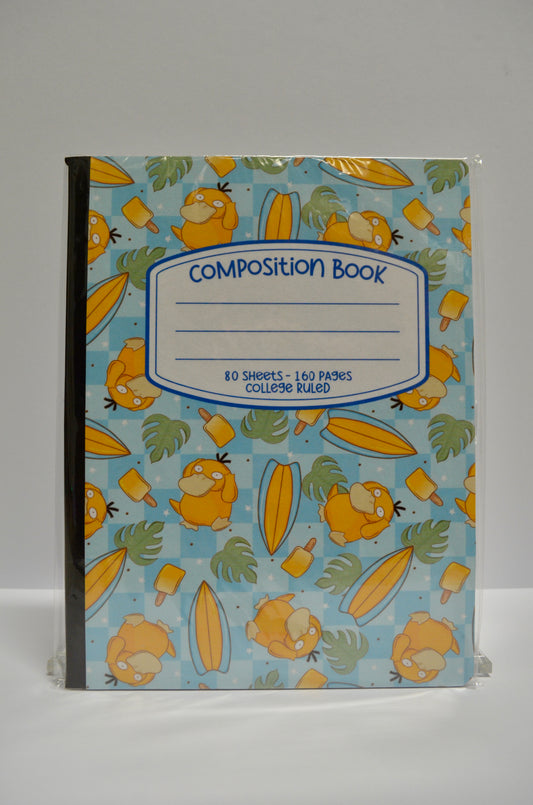 COMPOSITION BOOK
80 SHEETS - 160 PAGES
COLLEGE RULED